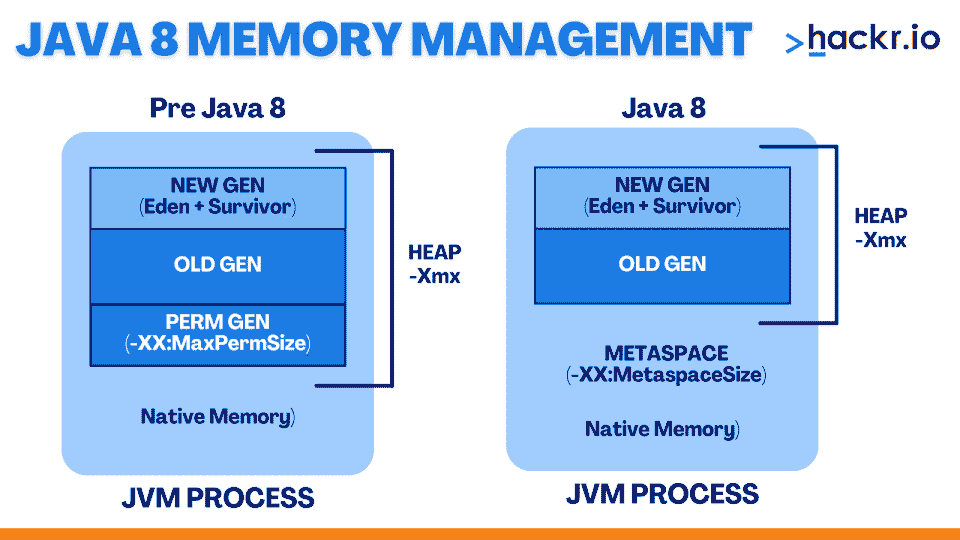 JAVA 8 MEMORY MANAGEMENT
>hackr.io
Pre Java 8
NEW GEN
(Eden + Survivor)
OLD GEN
PERM GEN
(-XX:MaxPermSize)
HEAP
-Xmx
Native Memory)
JVM PROCESS
Java 8
NEW GEN
(Eden + Survivor)
OLD GEN
HEAP
-Xmx
METASPACE
(-XX:MetaspaceSize)
Native Memory)
JVM PROCESS